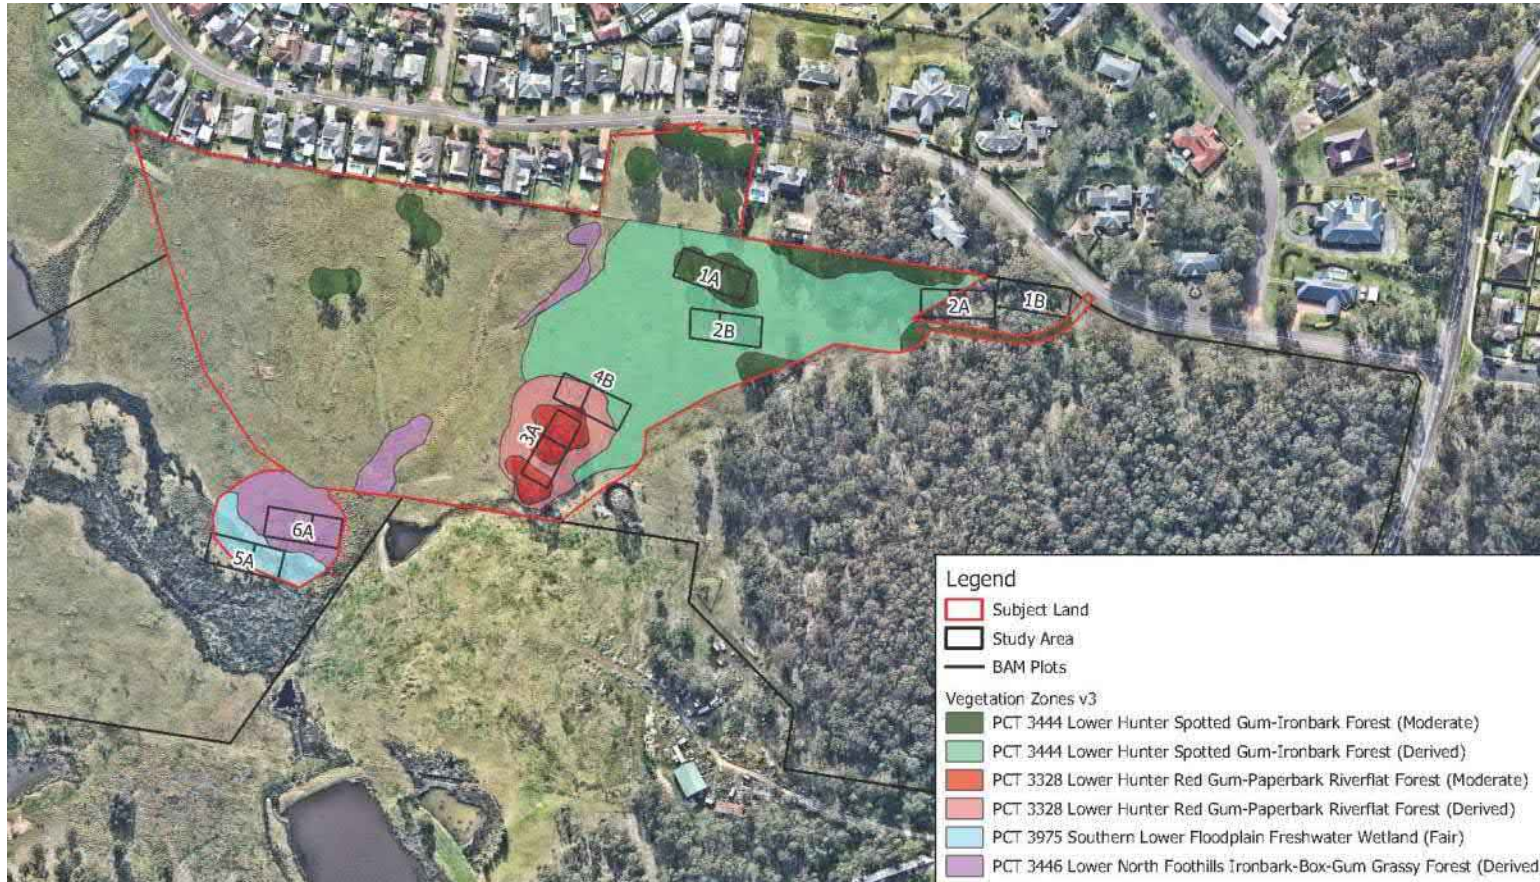 1A
2A
1B
2B
4B
3A
6A
5A
Legend
Subject Land
Study Area
BAM Plots
Vegetation Zones v3
PCT 3444 Lower Hunter Spotted Gum-Ironbark Forest (Moderate)
PCT 3444 Lower Hunter Spotted Gum-Ironbark Forest (Derived)
PCT 3328 Lower Hunter Red Gum-Paperbark Riverflat Forest (Moderate)
PCT 3328 Lower Hunter Red Gum-Paperbark Riverflat Forest (Derived)
PCT 3975 Southern Lower Floodplain Freshwater Wetland (Fair)
PCT 3446 Lower North Foothills Ironbark-Box-Gum Grassy Forest (Derived